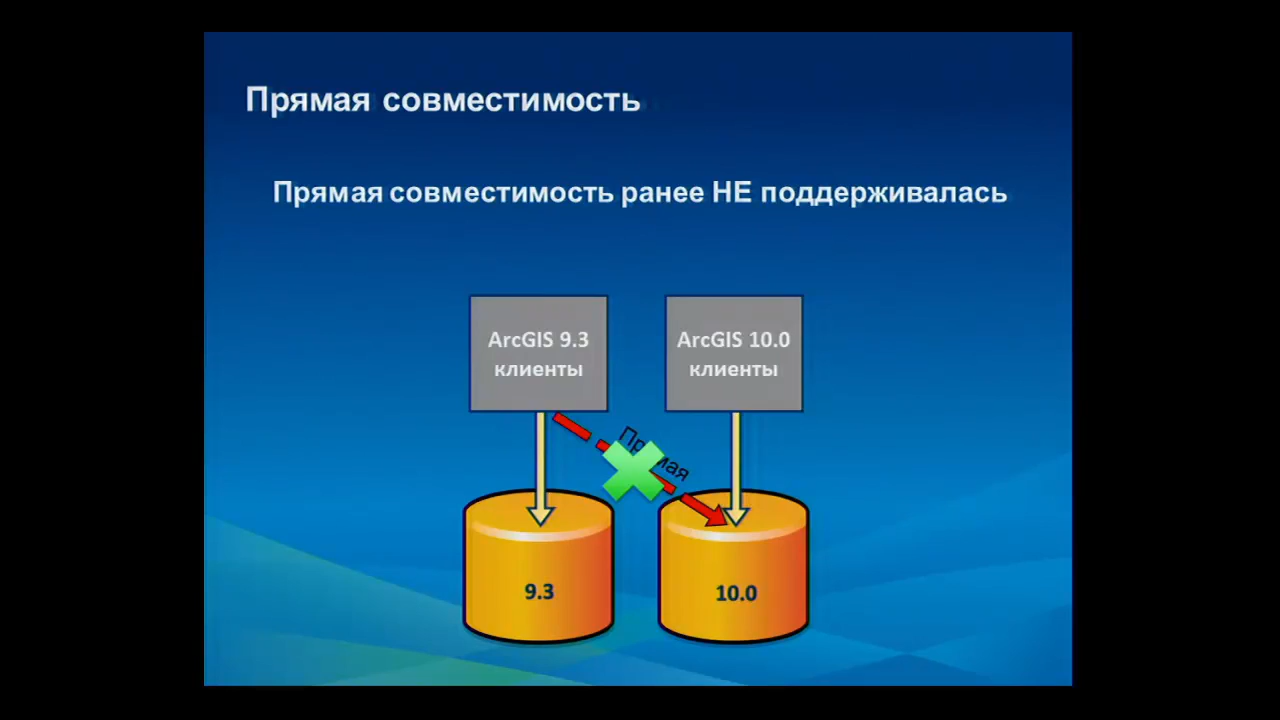 Прямая совместимость
Прямая совместимость ранее НЕ поддерживалась
ArcGIS 9.3
клиенты
ArcGIS 10.0
клиенты
Прямая
9.3
10.0